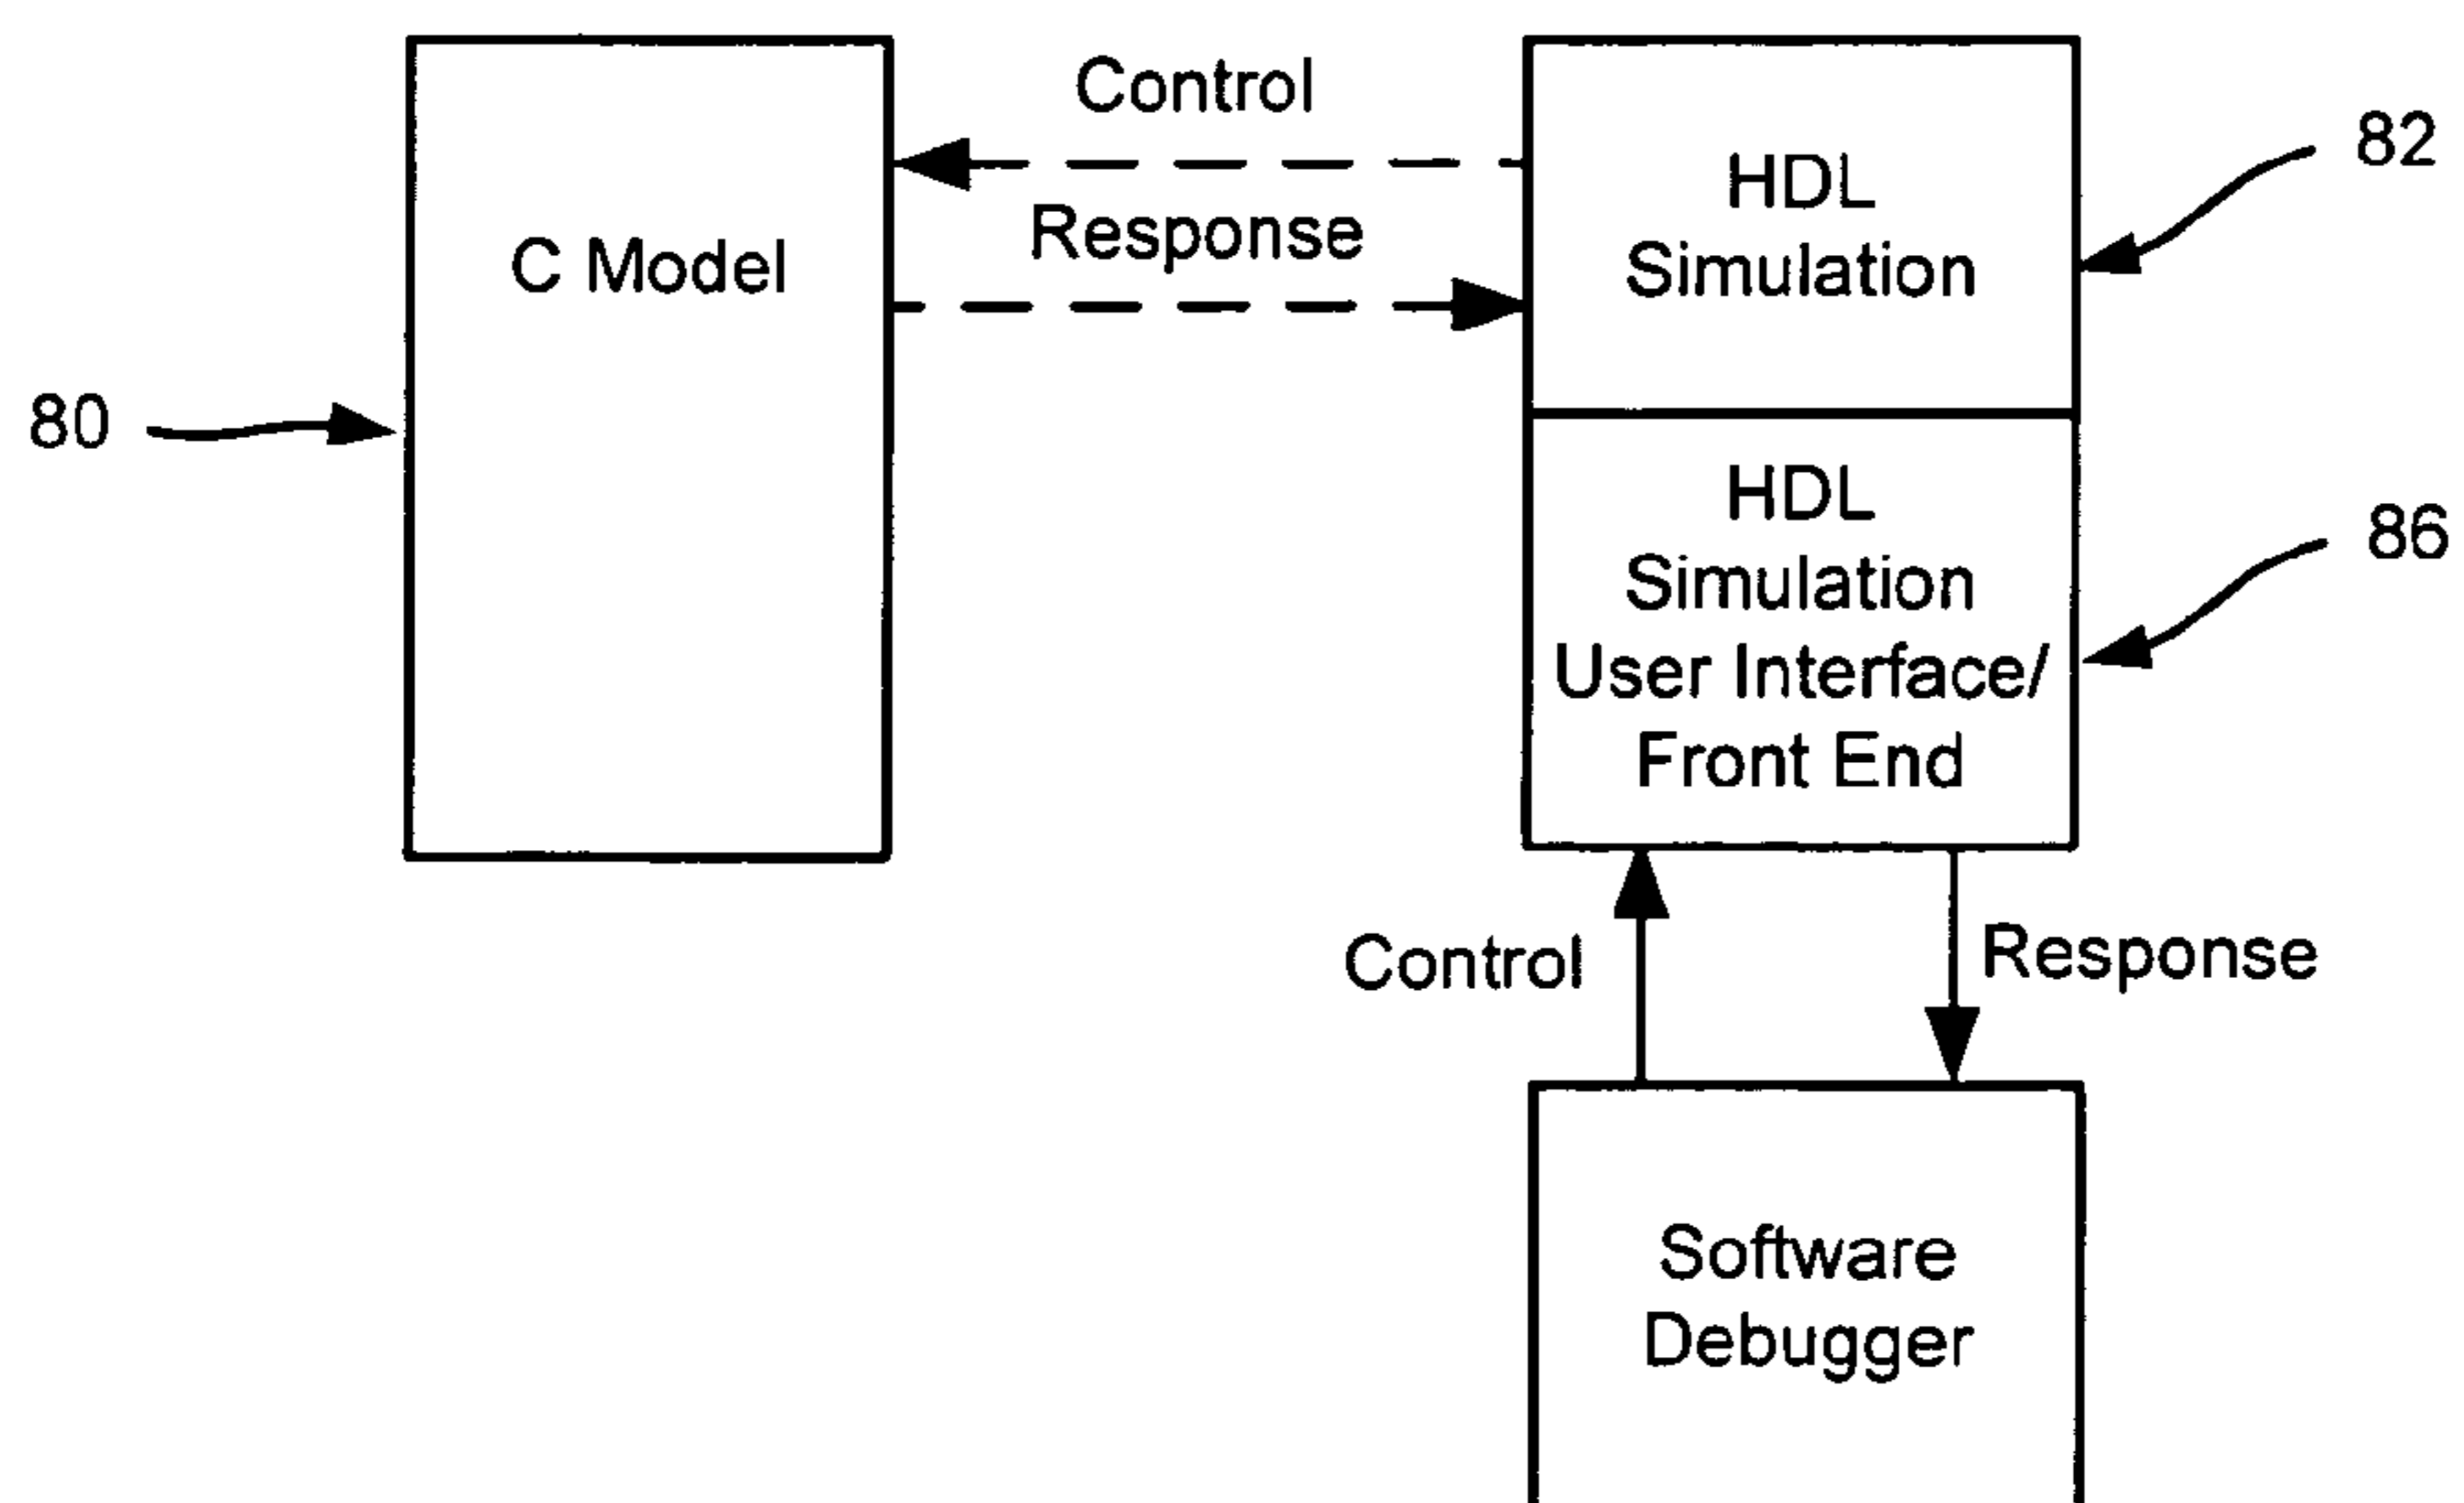 Control
Response
C Model
80
HDL
Simulation
82
HDL
Simulation
User Interface/
Front End
86
Control
Response
Software
Debugger